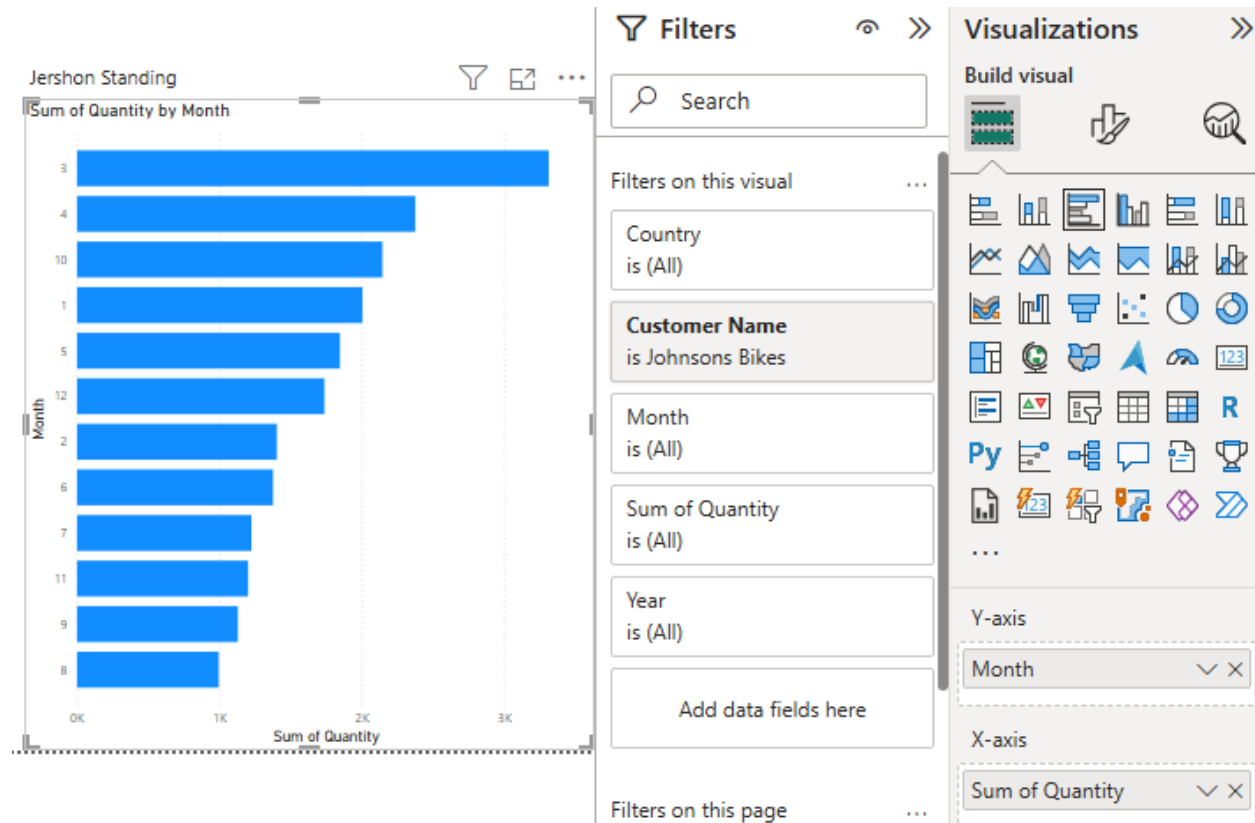 Jershon Standing
Sum of Quantity by Month
3
4
10
1
5
12
2
6
7
11
9
8
Month
0K 1K 2K 3K
Sum of Quantity
Filters
Search
Filters on this visual
Country
is (All)
Customer Name
is Johnsons Bikes
Month
is (All)
Sum of Quantity
is (All)
Year
is (All)
Add data fields here
Filters on this page
Visualizations
Build visual
123
R
Py
123
Y-axis
Month
X-axis
Sum of Quantity